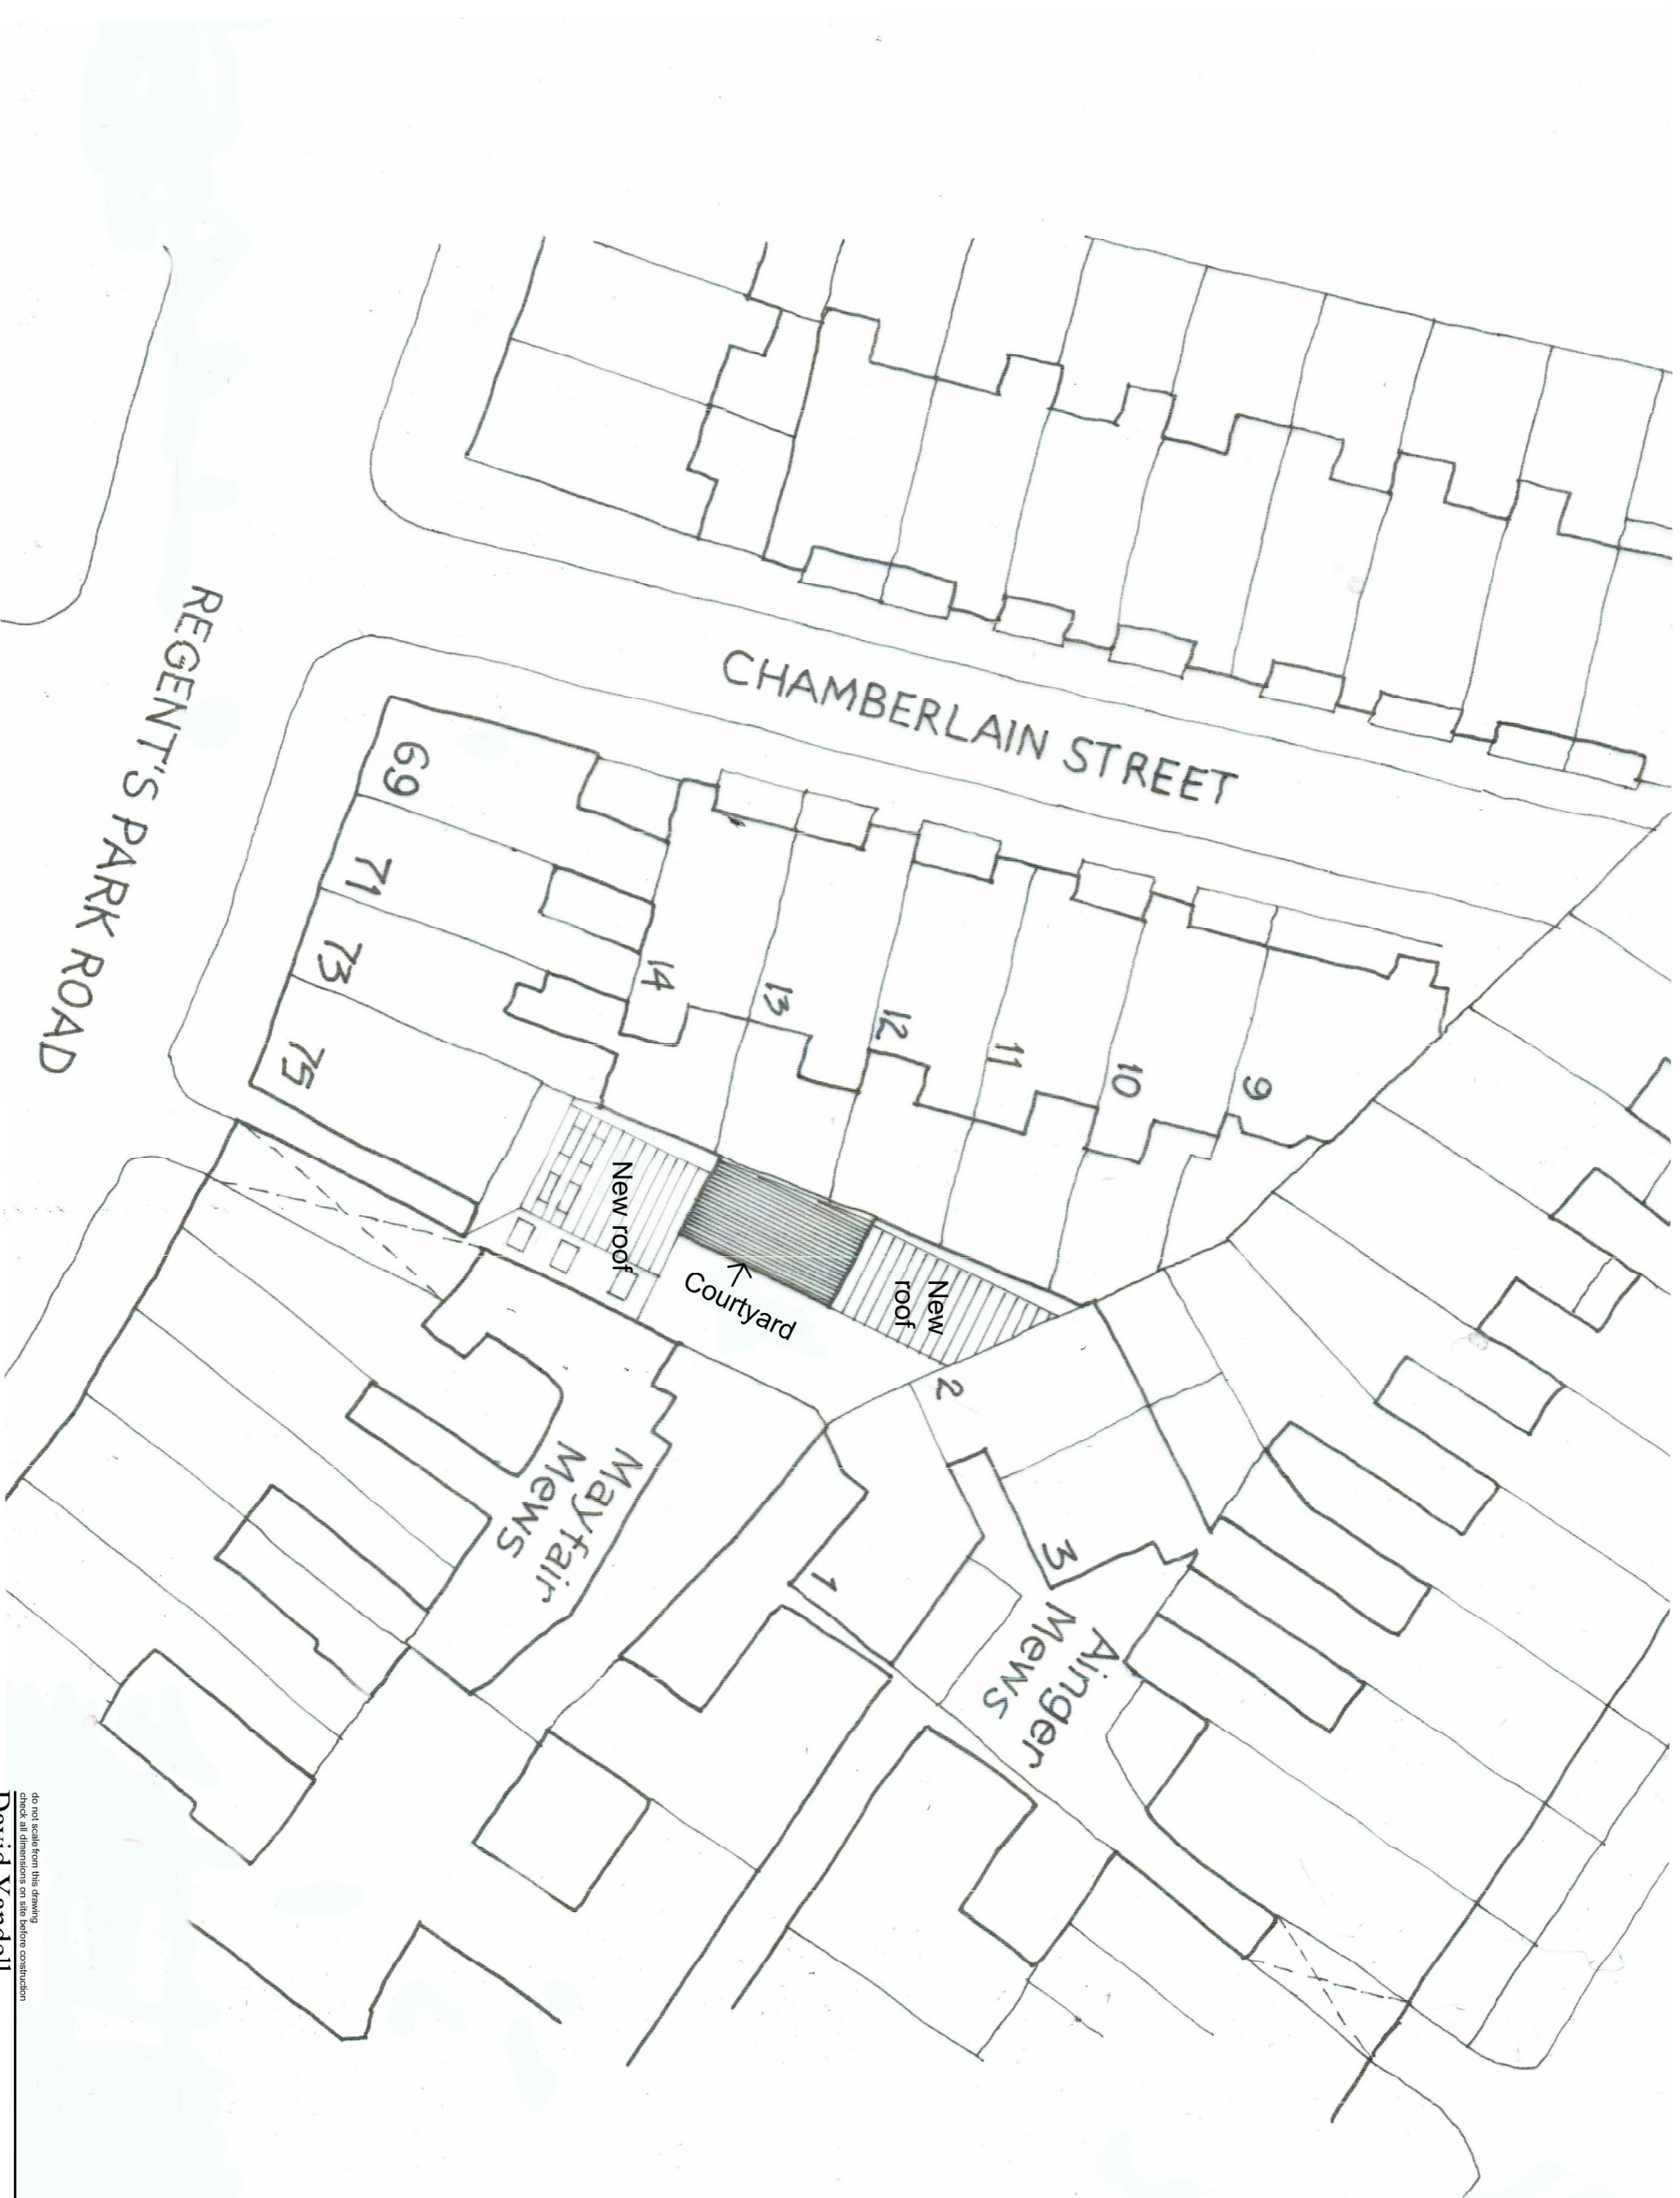 CHAMBERLAIN STREET
REGENT'S PARK ROAD
69
71
73
75
14
13
12
11
10
9
New roof
Courtyard
New
roof
2
3
1
Mayfair
Mews
Ainger
Mews
do not scale from this drawing
check all dimensions on site before construction
David Yandell